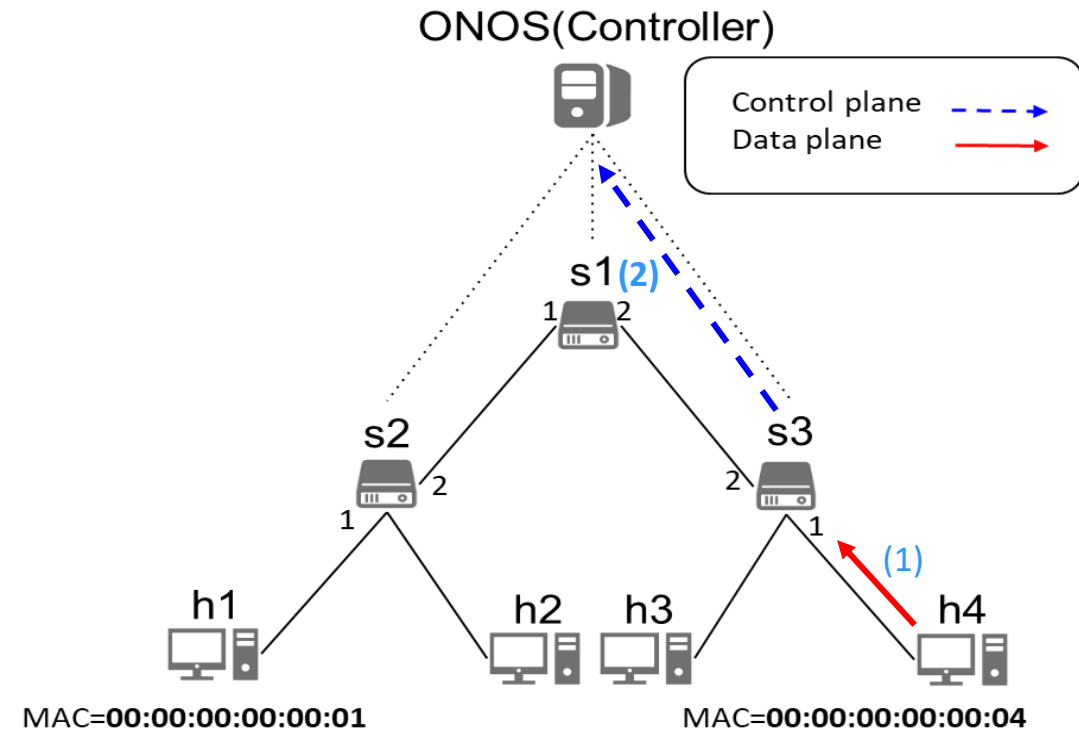 ONOS(Controller)
Control plane
Data plane
s1 (2)
1 2
s2
s3
2
2
1
1
(1)
h1
h2
h3
h4
MAC=00:00:00:00:00:01
MAC=00:00:00:00:00:04